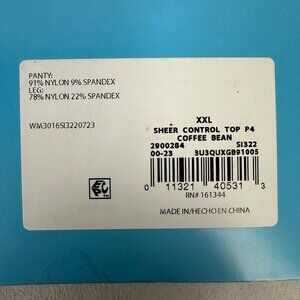 PANTY:
91% NYLON 9% SPANDEX
LEG:
78% NYLON 22% SPANDEX
WM3016SI3220723
XXL
SHEER CONTROL TOP P4
COFFEE BEAN
2900284 SI322
00-23 3U3QUXGB91005
0 11321 40531 3
RN# 161344
MADE IN/HECHO EN CHINA